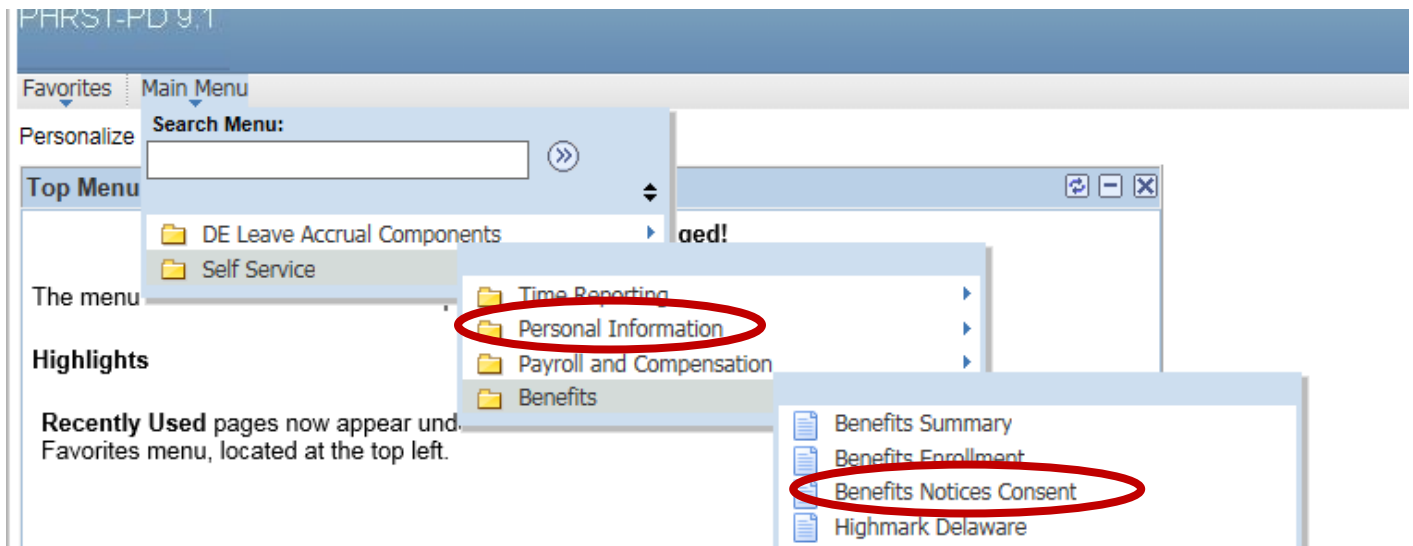 PHRST-PD 9.1
Favorites Main Menu
Personalize
Search Menu:
Top Menu
DE Leave Accrual Components
ged!
Self Service
The menu
Time Reporting
Personal Information
Highlights
Payroll and Compensation
Benefits
Recently Used pages now appear und
Favorites menu, located at the top left.
Benefits Summary
Benefits Enrollment
Benefits Notices Consent
Highmark Delaware